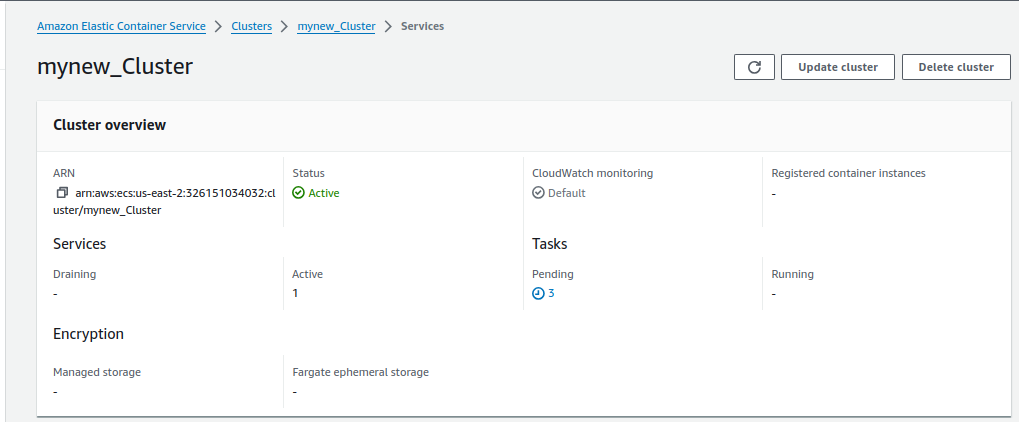 Amazon Elastic Container Service > Clusters > mynew_Cluster > Services
mynew_Cluster
Update cluster
Delete cluster
Cluster overview
ARN
arn:aws:ecs:us-east-2:326151034032:cl
uster/mynew_Cluster
Status
Active
CloudWatch monitoring
Default
Registered container instances
-
Services
Draining
-
Active
1
Tasks
Pending
3
Running
-
Encryption
Managed storage
-
Fargate ephemeral storage
-